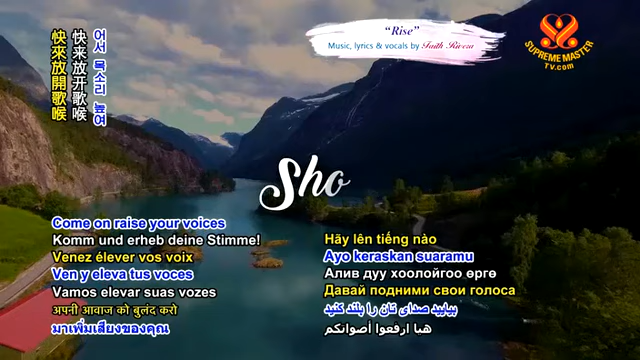 “Rise”
Music, lyrics & vocals by Faith Rivera
SUPREME MASTER
TV.com
快來放開歌喉
快来放开歌喉
어서 목소리 높여
Sho
Come on raise your voices
Komm und erheb deine Stimme!
Venez élever vos voix
Ven y eleva tus voces
Vamos elevar suas vozes
अपनी आवाज को बुलंद करो
มาเพิ่มเสียงของคุณ
Hãy lên tiếng nào
Ayo keraskan suaramu
Алив дуу хоолойгоо өргө
Давай подними свои голоса
بیایید صدای تان را بلند کنید
هيا ارفعوا أصواتكم